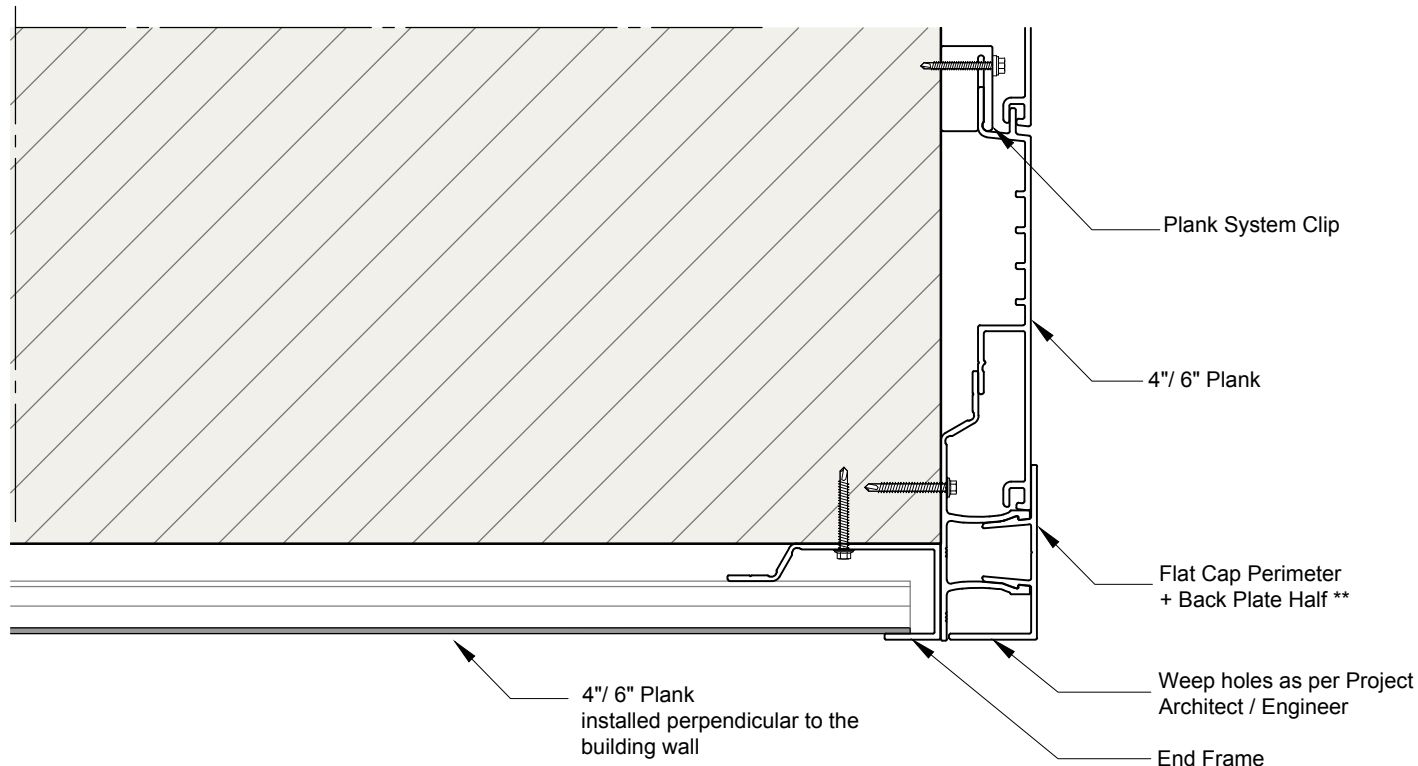 Plank System Clip
4"/ 6" Plank
Flat Cap Perimeter
+ Back Plate Half **
Weep holes as per Project
Architect / Engineer
End Frame
4"/ 6" Plank
installed perpendicular to the
building wall